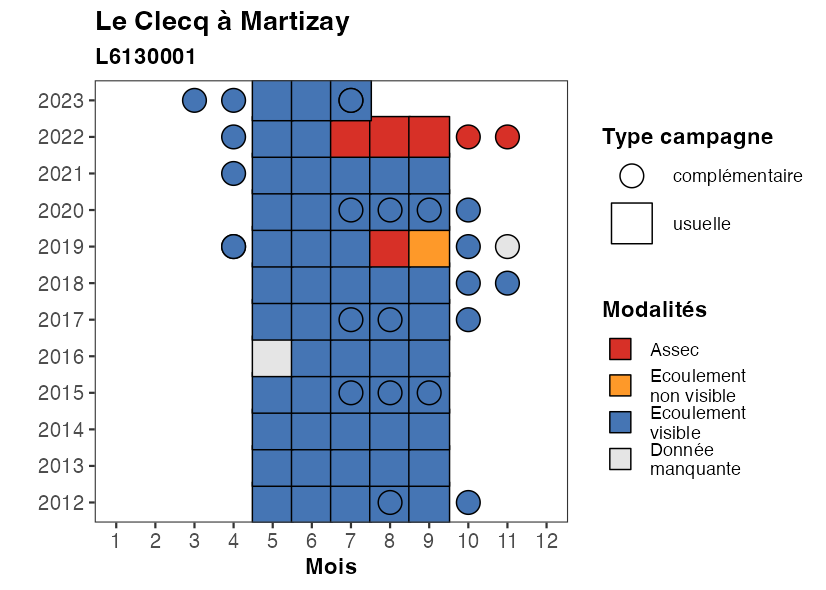 Le Clecq à Martizay
L6130001
2023
2022
2021
2020
2019
2018
2017
2016
2015
2014
2013
2012
1 2 3 4 5 6 7 8 9 10 11 12
Mois
Type campagne
complémentaire
usuelle
Modalités
Assec
Ecoulement
non visible
Ecoulement
visible
Donnée
manquante